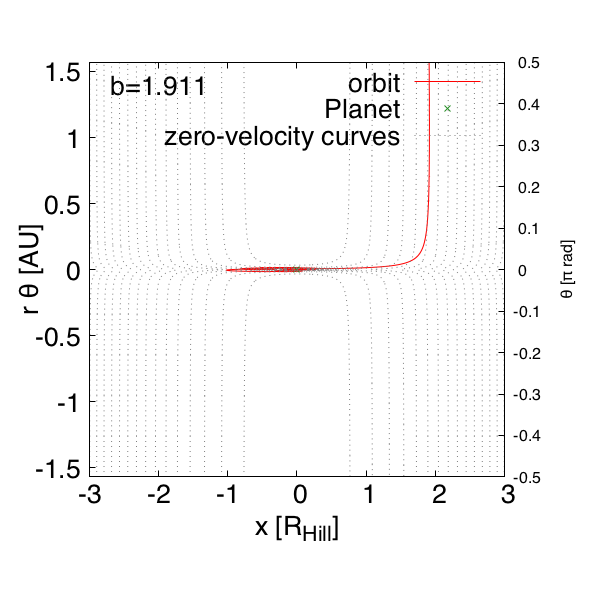 b=1.911
orbit
Planet
zero-velocity curves
r θ [AU]
1.5
1
0.5
0
-0.5
-1
-1.5
0.5
0.4
0.3
0.2
0.1
0
-0.1
-0.2
-0.3
-0.4
-0.5
θ [π rad]
-3 -2 -1 0 1 2 3
x [R_Hill]